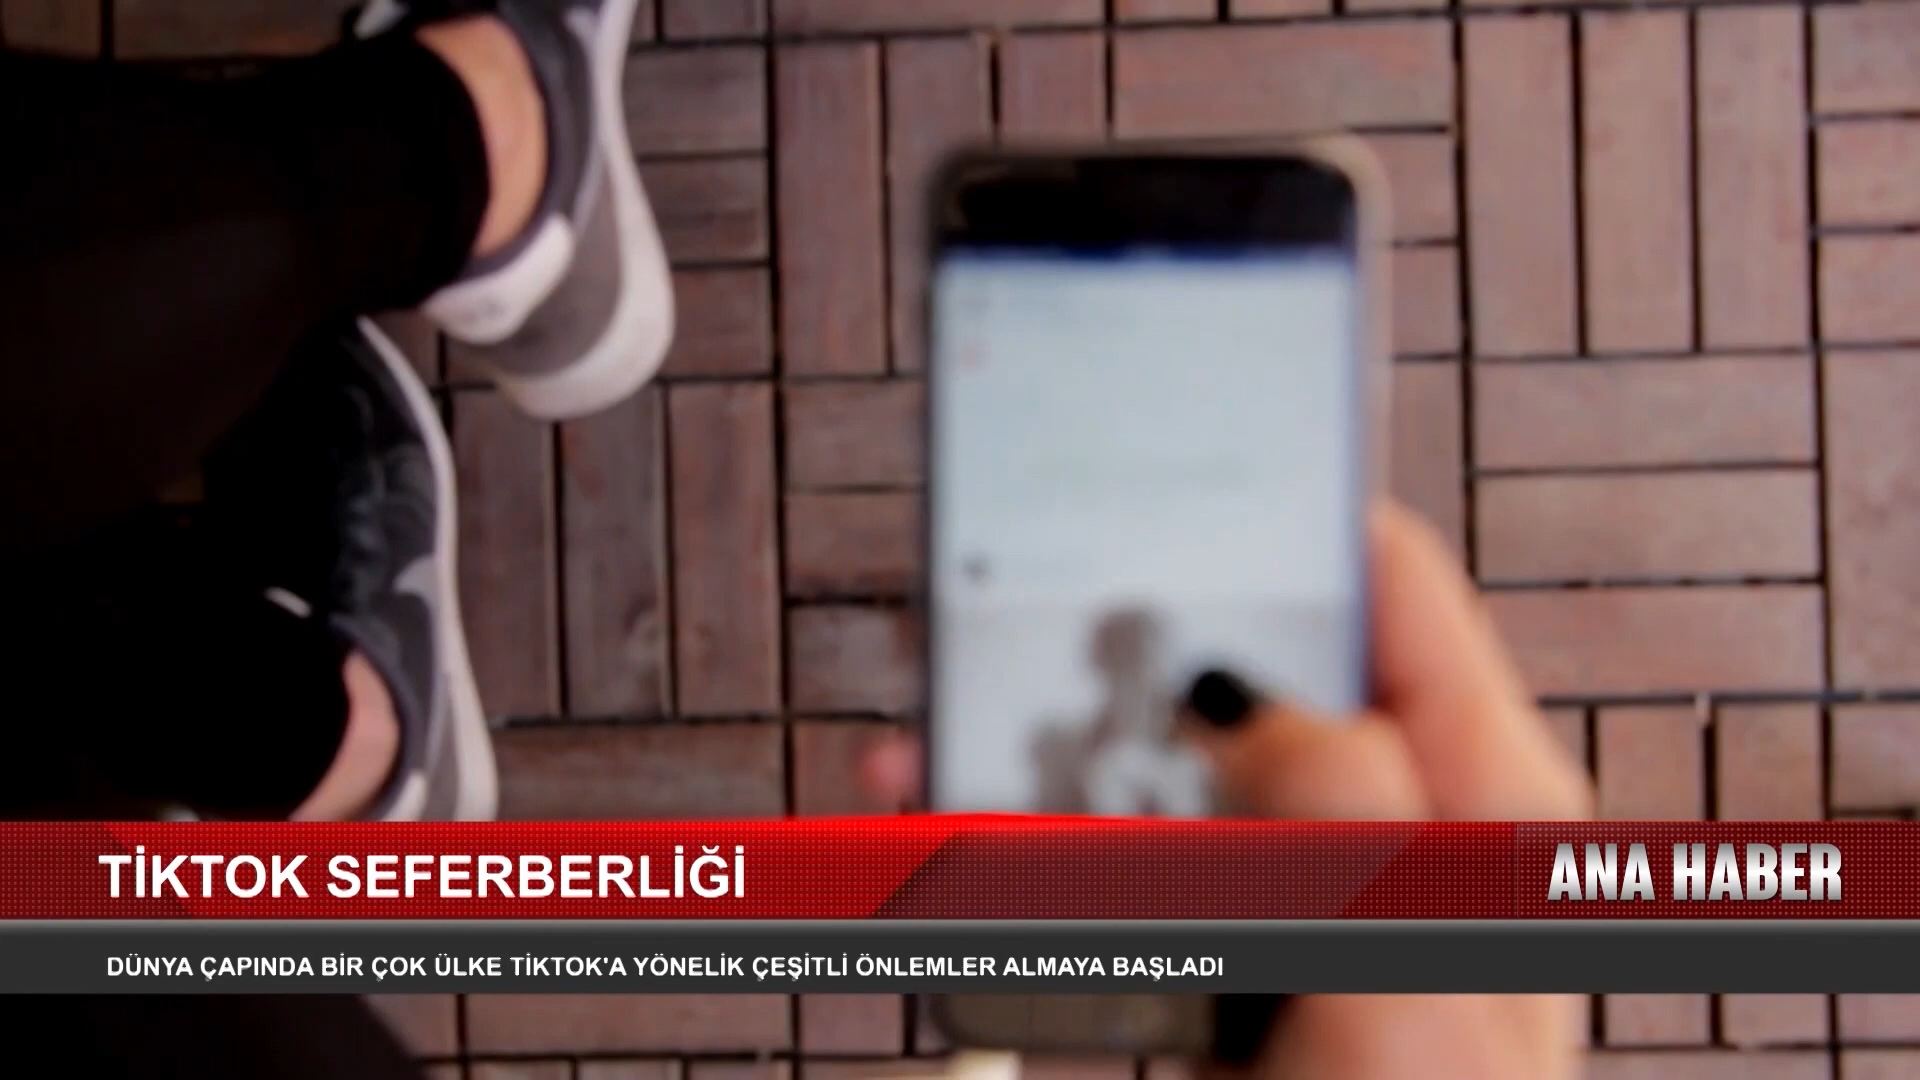 TİKTOK SEFERBERLİĞİ
ANA HABER
DÜNYA ÇAPINDA BİR ÇOK ÜLKE TİKTOK'A YÖNELİK ÇEŞİTLİ ÖNLEMLER ALMAYA BAŞLADI